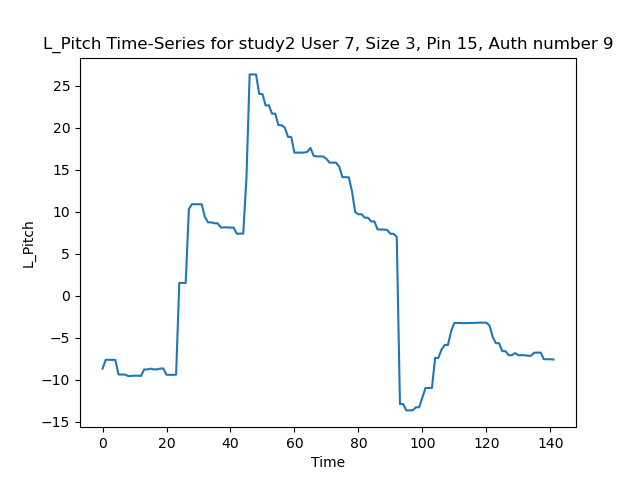 L_Pitch Time-Series for study2 User 7, Size 3, Pin 15, Auth number 9
25
20
15
10
5
0
−5
−10
−15
L_Pitch
0 20 40 60 80 100 120 140
Time